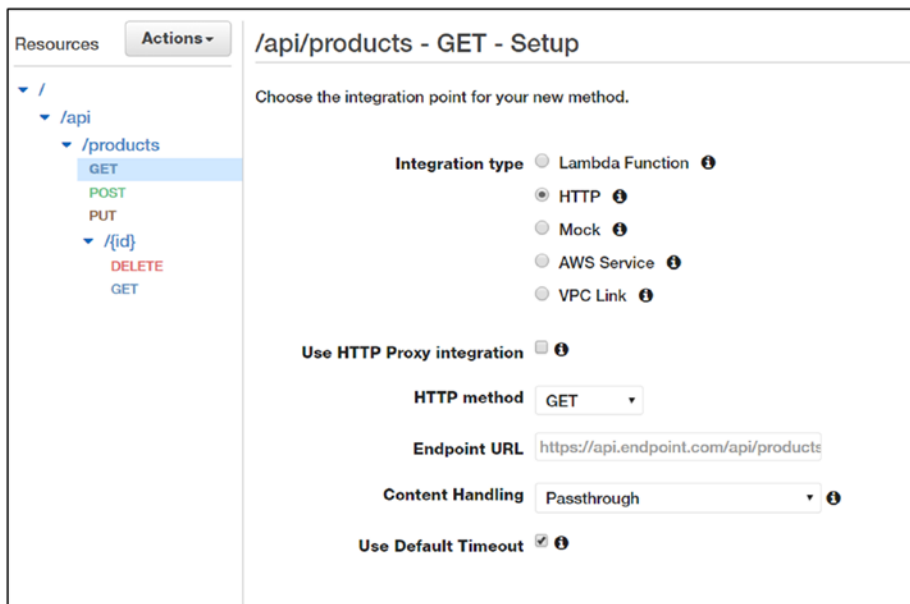 Resources
Actions
/
/api
/products
GET
POST
PUT
/{id}
DELETE
GET
/api/products - GET - Setup
Choose the integration point for your new method.
Integration type
Lambda Function
HTTP
Mock
AWS Service
VPC Link
Use HTTP Proxy integration
HTTP method GET
Endpoint URL https://api.endpoint.com/api/products
Content Handling Passthrough
Use Default Timeout